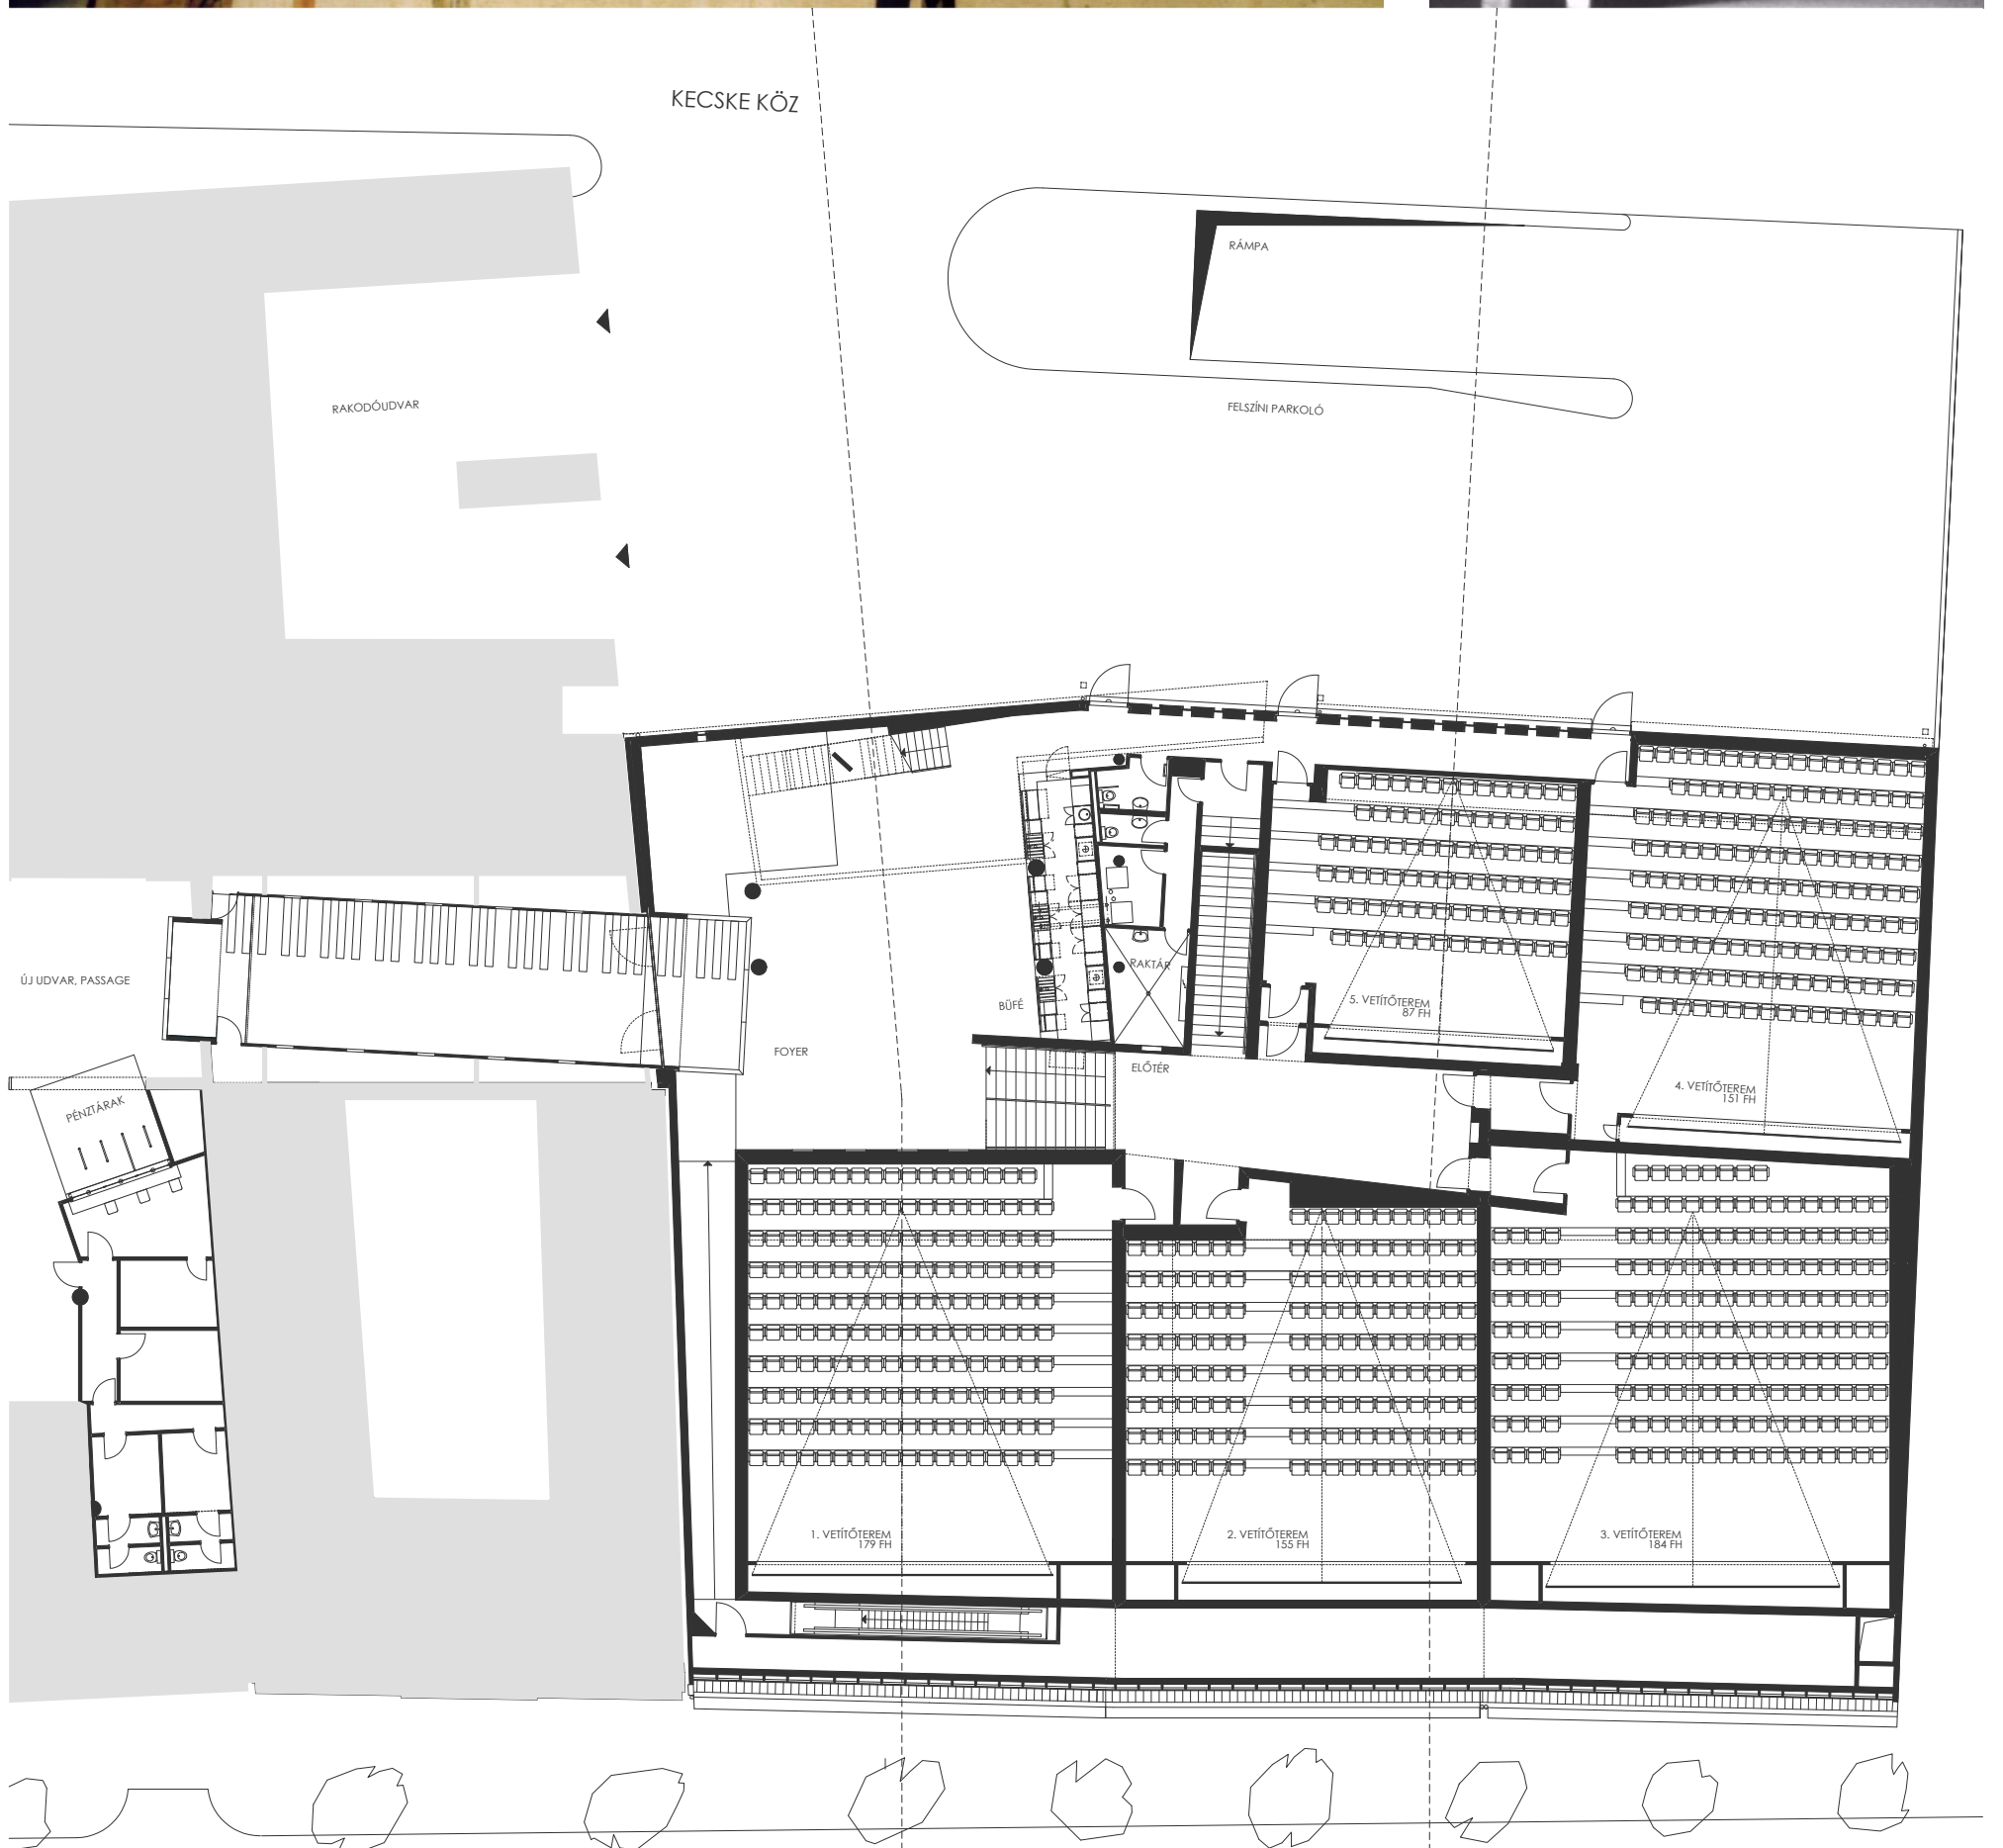 KECSKE KÖZ
RÁMPA
RAKODÓUDVAR
FELSZÍNI PARKOLÓ
RAKTÁR
ÚJ UDVAR, PASSAGE
BÜFÉ
5. VETÍTŐTEREM
87 FH
FOYER
ELŐTÉR
4. VETÍTŐTEREM
151 FH
PÉNZTÁRAK
1. VETÍTŐTEREM
179 FH
2. VETÍTŐTEREM
155 FH
3. VETÍTŐTEREM
184 FH